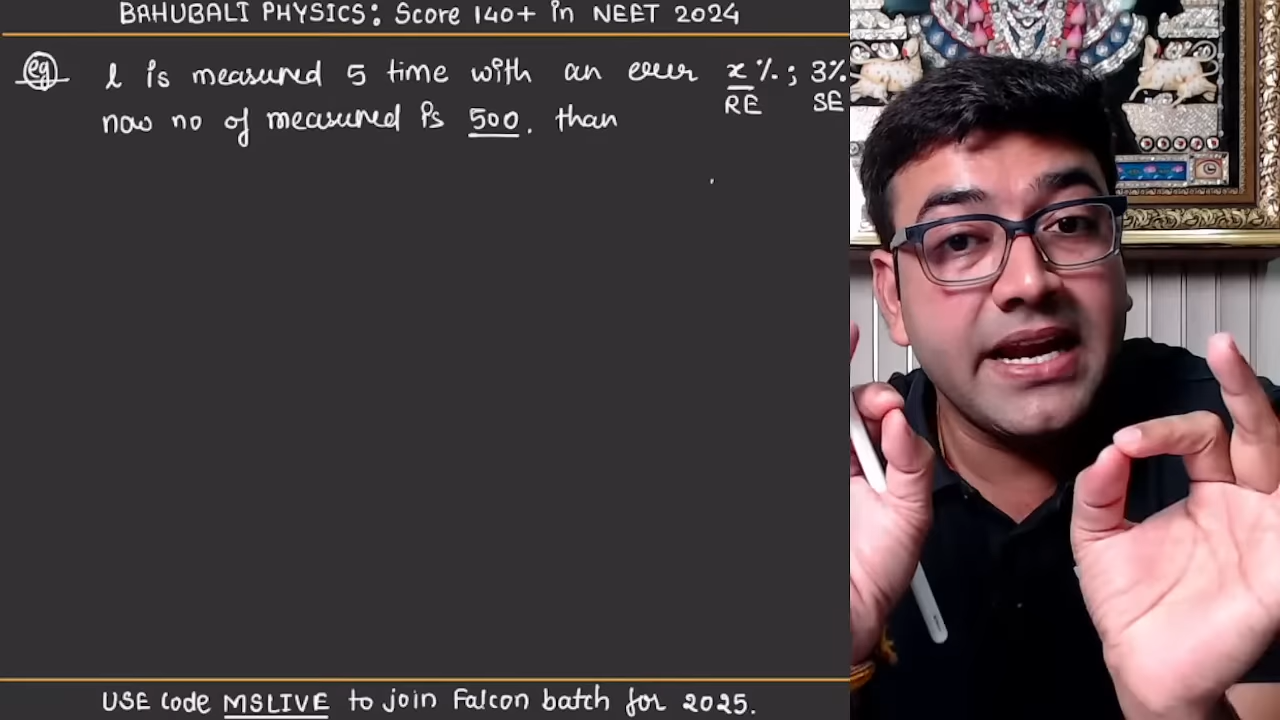 BAHUBALI PHYSICS: Score 140+ in NEET 2024
eg l is measured 5 time with an error x%; 3%
RE SE
now no of measured is 500. than
USE Code MSLIVE to join Falcon batch for 2025.